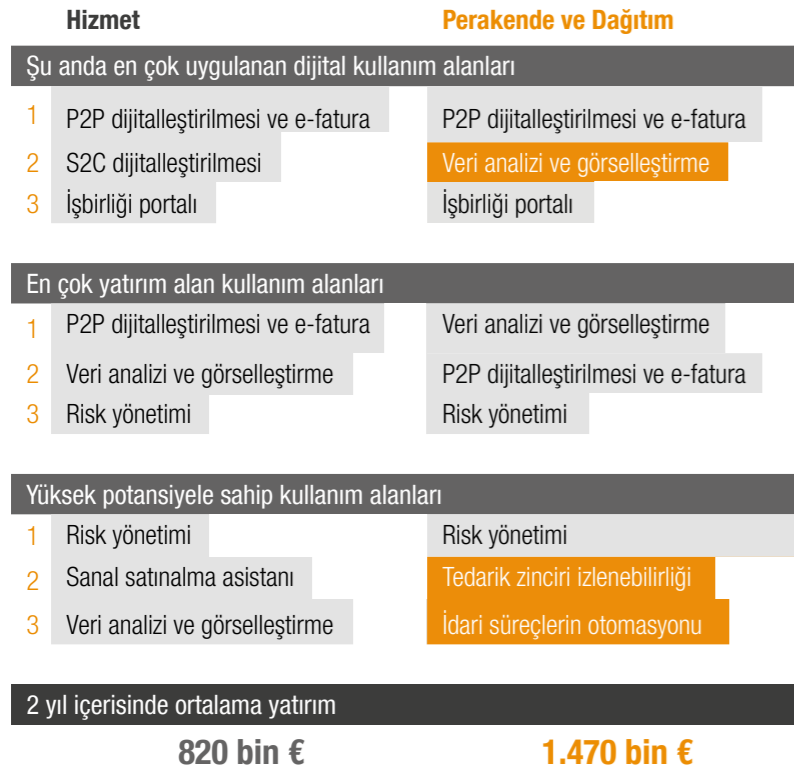 Hizmet Perakende ve Dağıtım
Şu anda en çok uygulanan dijital kullanım alanları
1 P2P dijitalleştirilmesi ve e-fatura P2P dijitalleştirilmesi ve e-fatura
2 S2C dijitalleştirilmesi Veri analizi ve görselleştirme
3 İşbirliği portalı İşbirliği portalı
En çok yatırım alan kullanım alanları
1 P2P dijitalleştirilmesi ve e-fatura Veri analizi ve görselleştirme
2 Veri analizi ve görselleştirme P2P dijitalleştirilmesi ve e-fatura
3 Risk yönetimi Risk yönetimi
Yüksek potansiyele sahip kullanım alanları
1 Risk yönetimi Risk yönetimi
2 Sanal satınalma asistanı Tedarik zinciri izlenebilirliği
3 Veri analizi ve görselleştirme İdari süreçlerin otomasyonu
2 yıl içerisinde ortalama yatırım
820 bin € 1.470 bin €